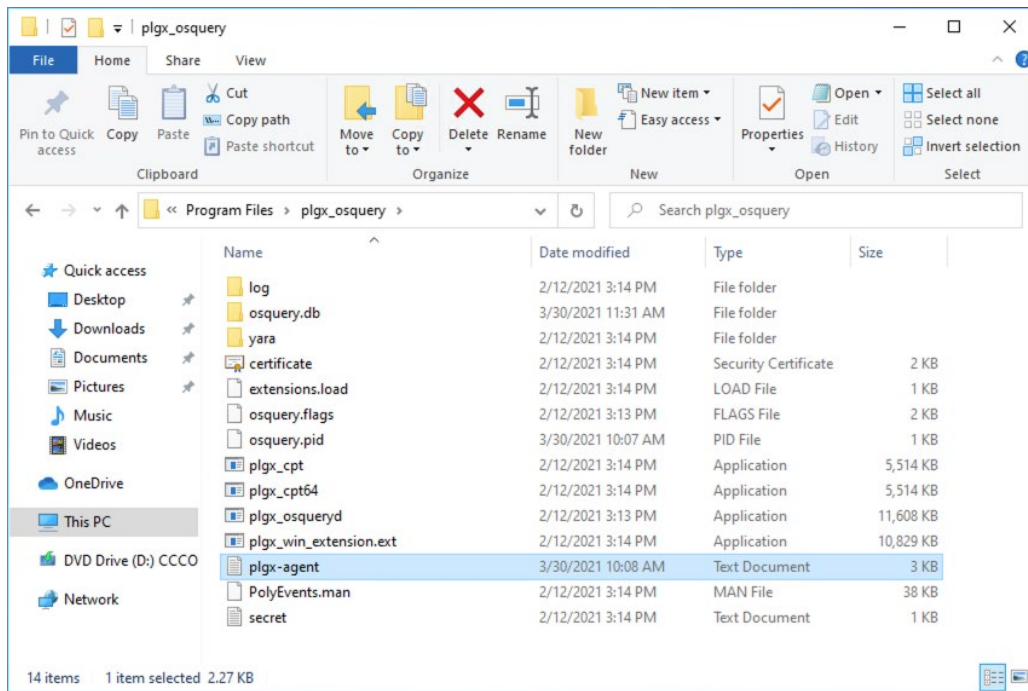 plgx_osquery
File Home Share View
Pin to Quick access
Copy
Paste
Cut
Copy path
Paste shortcut
Clipboard
Move to
Copy to
Delete
Rename
Organize
New folder
New item
Easy access
New
Properties
Open
Edit
History
Open
Select all
Select none
Invert selection
Select
« Program Files > plgx_osquery >
Search plgx_osquery
Quick access
Desktop
Downloads
Documents
Pictures
Music
Videos
OneDrive
This PC
DVD Drive (D:) CCCO
Network
Name Date modified Type Size
log 2/12/2021 3:14 PM File folder
osquery.db 3/30/2021 11:31 AM File folder
yara 2/12/2021 3:14 PM File folder
certificate 2/12/2021 3:14 PM Security Certificate 2 KB
extensions.load 2/12/2021 3:14 PM LOAD File 1 KB
osquery.flags 2/12/2021 3:13 PM FLAGS File 2 KB
osquery.pid 3/30/2021 10:07 AM PID File 1 KB
plgx_cpt 2/12/2021 3:14 PM Application 5,514 KB
plgx_cpt64 2/12/2021 3:14 PM Application 5,514 KB
plgx_osqueryd 2/12/2021 3:13 PM Application 11,608 KB
plgx_win_extension.ext 2/12/2021 3:14 PM Application 10,829 KB
plgx-agent 3/30/2021 10:08 AM Text Document 3 KB
PolyEvents.man 2/12/2021 3:14 PM MAN File 38 KB
secret 2/12/2021 3:14 PM Text Document 1 KB
14 items 1 item selected 2.27 KB